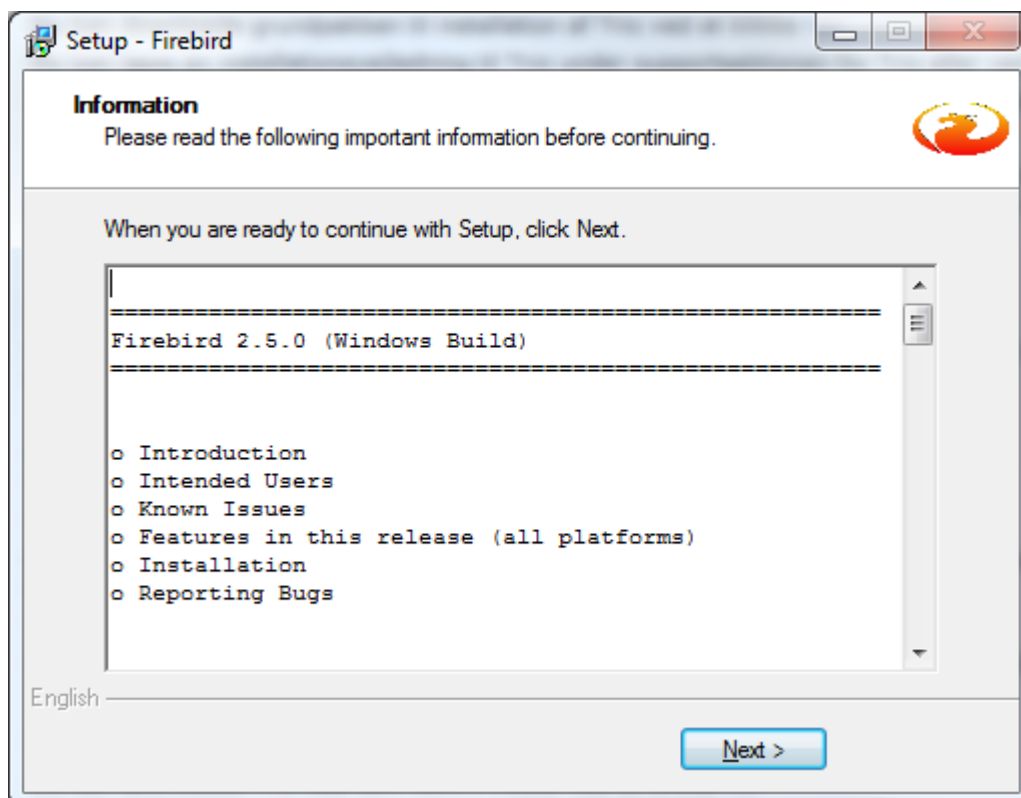 Setup - Firebird
Information
Please read the following important information before continuing.
When you are ready to continue with Setup, click Next.
=======================================================
Firebird 2.5.0 (Windows Build)
=======================================================
o Introduction
o Intended Users
o Known Issues
o Features in this release (all platforms)
o Installation
o Reporting Bugs
English
Next >